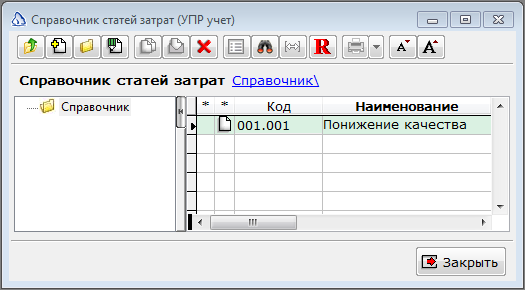 Справочник статей затрат (УПР учет)
R A A
Справочник статей затрат Справочник\
Справочник
* * Код Наименование
001.001 Понижение качества
Закрыть